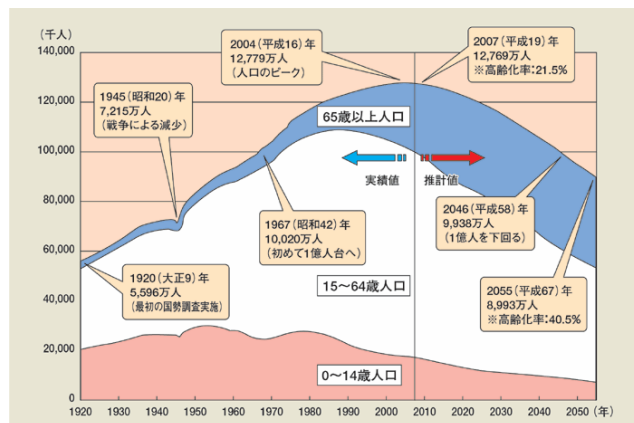 (千人)
140,000
120,000
100,000
80,000
60,000
40,000
20,000
0
2004(平成16)年
12,779万人
(人口のピーク)
2007(平成19)年
12,769万人
※高齢化率:21.5%
1945(昭和20)年
7,215万人
(戦争による減少)
65歳以上人口
実績値
推計値
1967(昭和42)年
10,020万人
(初めて1億人台へ)
2046(平成58)年
9,938万人
(1億人を下回る)
1920(大正9)年
5,596万人
(最初の国勢調査実施)
15〜64歳人口
2055(平成67)年
8,993万人
※高齢化率:40.5%
0〜14歳人口
1920 1930 1940 1950 1960 1970 1980 1990 2000 2010 2020 2030 2040 2050 (年)